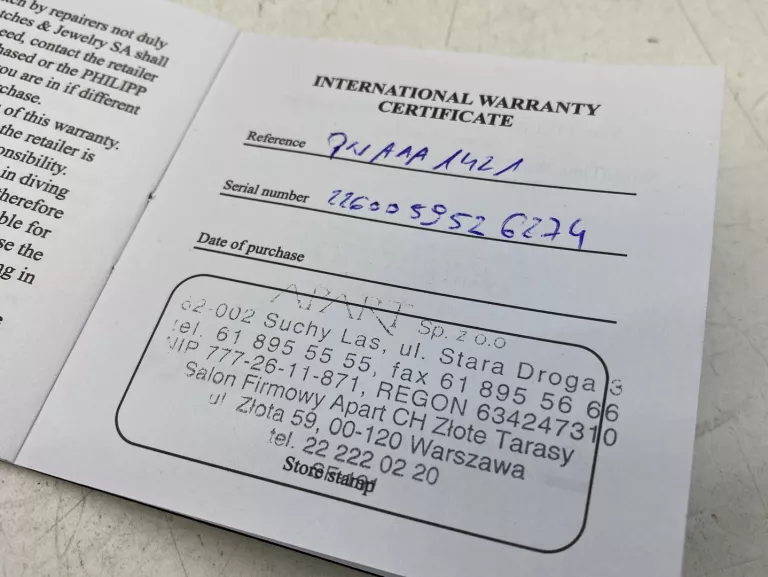 ch by repairers not duly
tches & Jewelry SA shall
eed, contact the retailer
hased or the PHILIPP
ou are in if different
chase.
of this warranty.
the retailer is
onsibility.
in diving
herefore
ble for
se the
ng in
INTERNATIONAL WARRANTY
CERTIFICATE
Reference PWAAA1421
Serial number 2260059526274
Date of purchase
APART Sp. z o.o
62-002 Suchy Las, ul. Stara Droga 3
tel. 61 895 55 55, fax 61 895 56 66
NIP 777-26-11-871, REGON 634247310
Salon Firmowy Apart CH Złote Tarasy
ul. Złota 59, 00-120 Warszawa
tel. 22 222 02 20
Store stamp